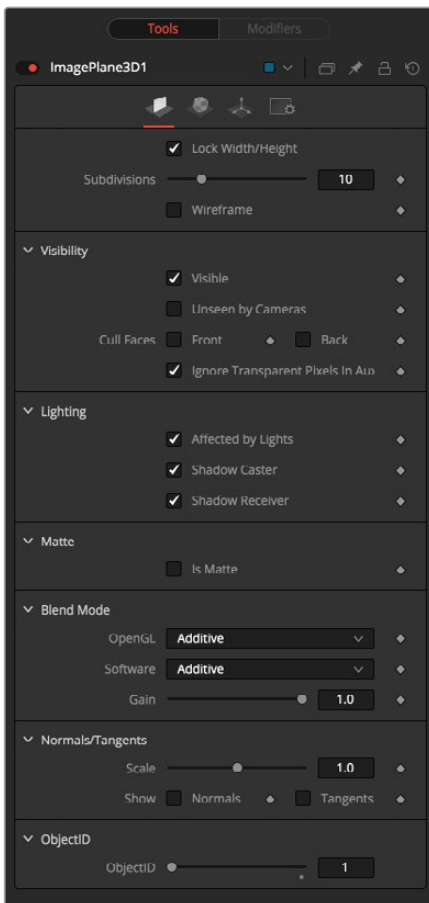 Tools Modifiers
ImagePlane3D1
Lock Width/Height
Subdivisions 10
Wireframe
Visibility
Visible
Unseen by Cameras
Cull Faces Front Back
Ignore Transparent Pixels In Aux
Lighting
Affected by Lights
Shadow Caster
Shadow Receiver
Matte
Is Matte
Blend Mode
OpenGL Additive
Software Additive
Gain 1.0
Normals/Tangents
Scale 1.0
Show Normals Tangents
ObjectID
ObjectID 1